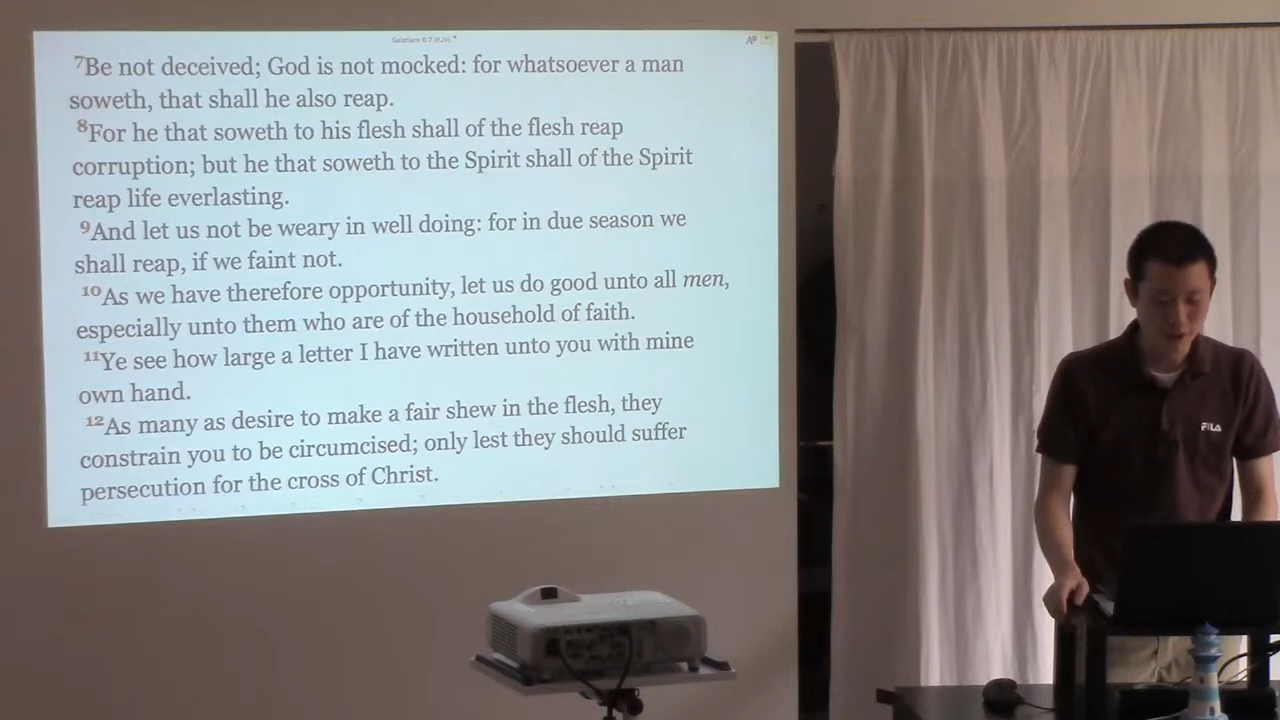 Galatians 6:7 (KJV)
7Be not deceived; God is not mocked: for whatsoever a man
soweth, that shall he also reap.
8For he that soweth to his flesh shall of the flesh reap
corruption; but he that soweth to the Spirit shall of the Spirit
reap life everlasting.
9And let us not be weary in well doing: for in due season we
shall reap, if we faint not.
10As we have therefore opportunity, let us do good unto all men,
especially unto them who are of the household of faith.
11Ye see how large a letter I have written unto you with mine
own hand.
12As many as desire to make a fair shew in the flesh, they
constrain you to be circumcised; only lest they should suffer
persecution for the cross of Christ.
FILA